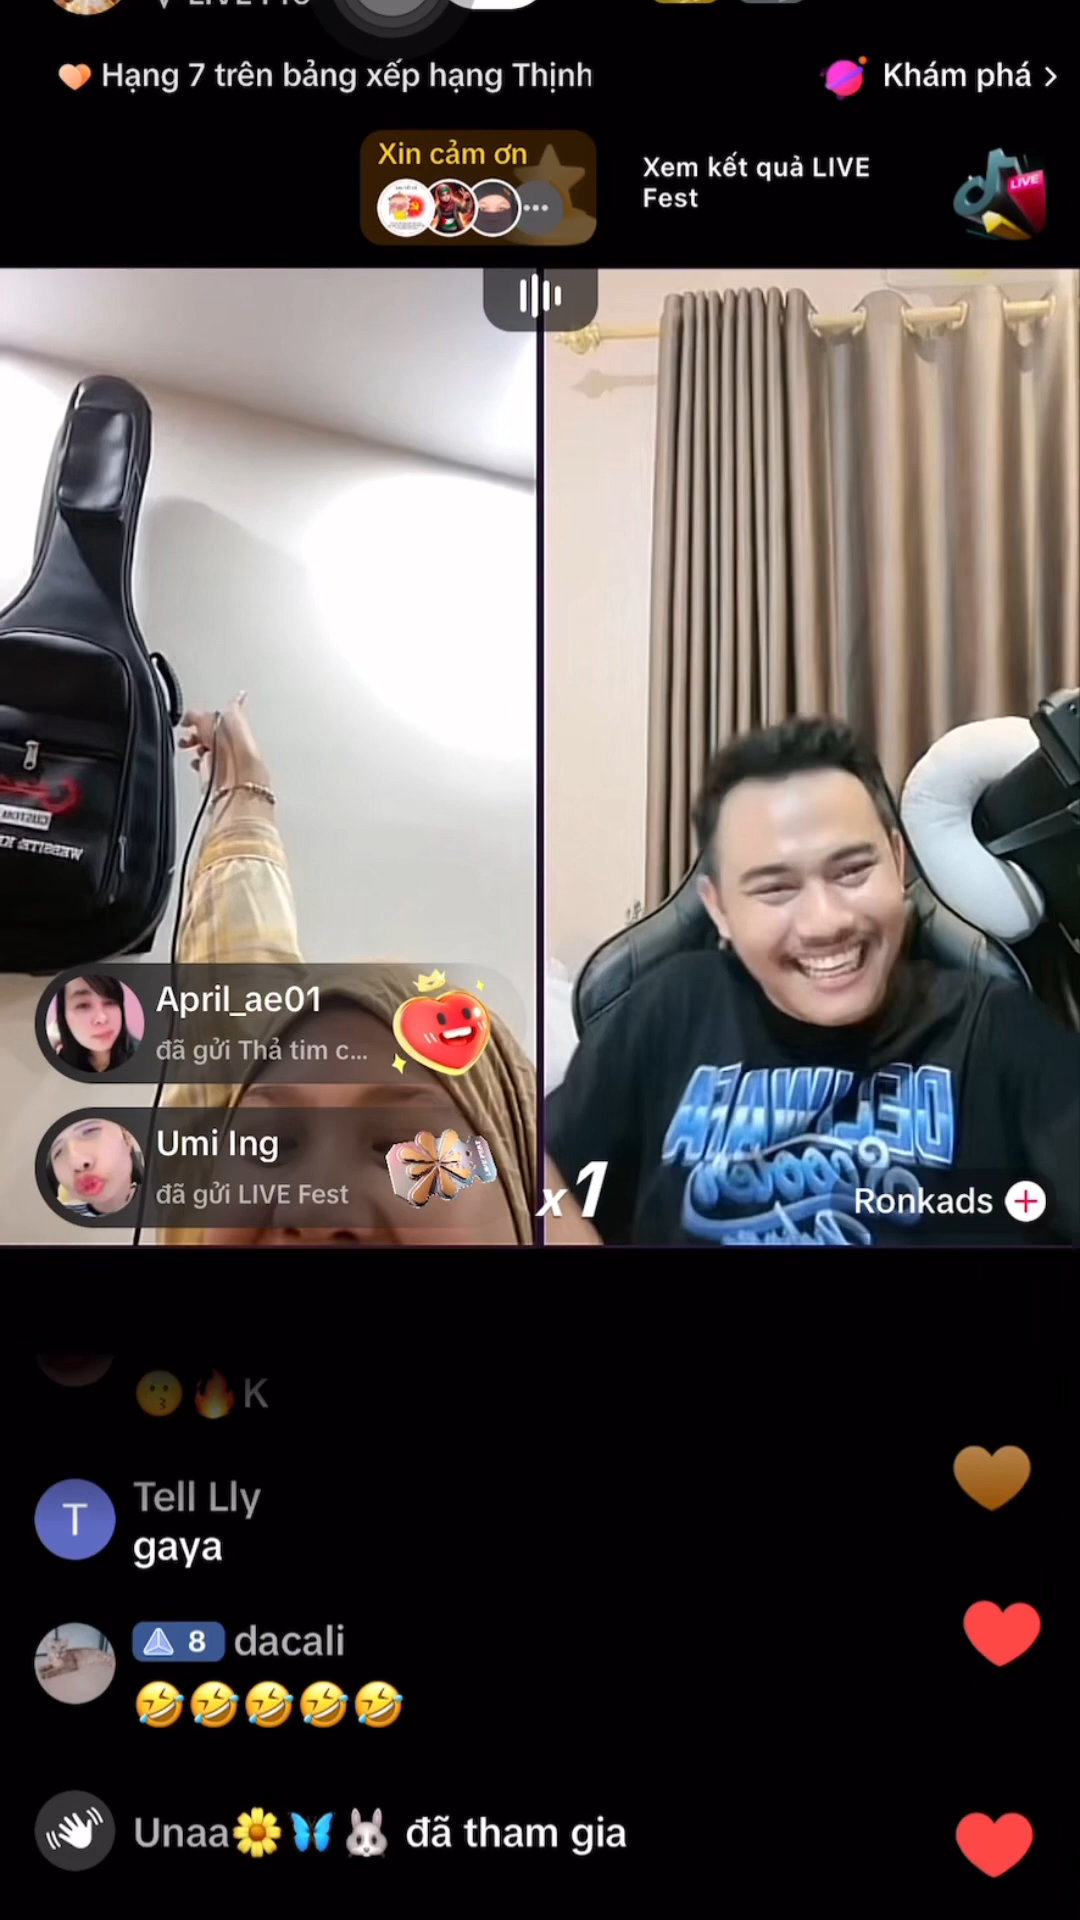 Hạng 7 trên bảng xếp hạng Thịnh
Khám phá
Xin cảm ơn
Xem kết quả LIVE
Fest
April_ae01
đã gửi Thả tim c...
Umi Ing
đã gửi LIVE Fest
x1
Ronkads
K
Tell Lly
T
gaya
8 dacali
🤣🤣🤣🤣🤣
Unaa🌼🦋🐰 đã tham gia